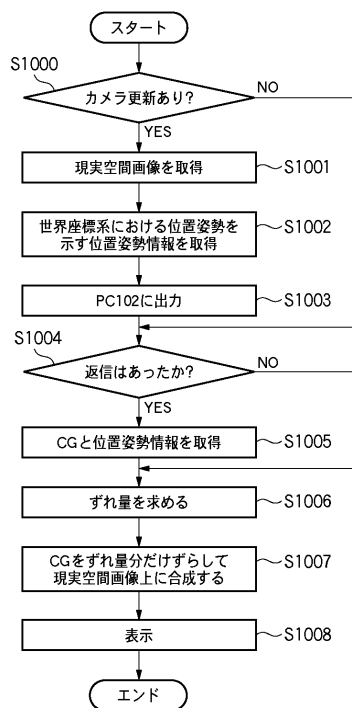 スタート
S1000
カメラ更新あり?
NO
YES
現実空間画像を取得
S1001
世界座標系における位置姿勢を
示す位置姿勢情報を取得
S1002
PC102に出力
S1003
S1004
返信はあったか?
NO
YES
CGと位置姿勢情報を取得
S1005
ずれ量を求める
S1006
CGをずれ量分だけずらして
現実空間画像上に合成する
S1007
表示
S1008
エンド